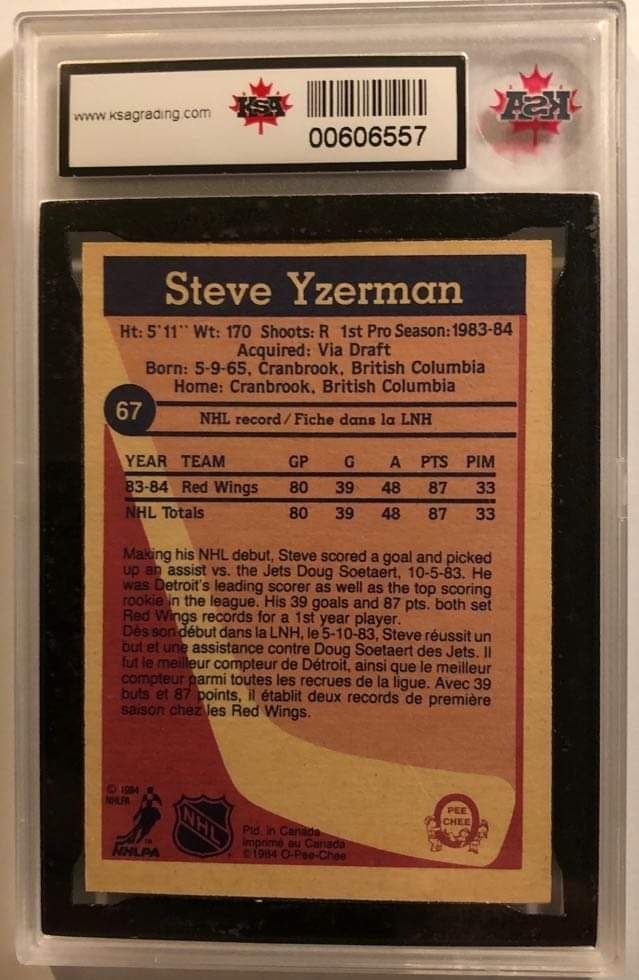 www.ksagrading.com KSA
00606557
KSA
Steve Yzerman
Ht: 5'11" Wt: 170 Shoots: R 1st Pro Season: 1983-84
Acquired: Via Draft
Born: 5-9-65, Cranbrook, British Columbia
Home: Cranbrook, British Columbia
67
NHL record/Fiche dans la LNH
YEAR TEAM GP G A PTS PIM
83-84 Red Wings 80 39 48 87 33
NHL Totals 80 39 48 87 33
Making his NHL debut, Steve scored a goal and picked
up an assist vs. the Jets Doug Soetaert, 10-5-83. He
was Detroit's leading scorer as well as the top scoring
rookie in the league. His 39 goals and 87 pts. both set
Red Wings records for a 1st year player.
Dès son début dans la LNH, le 5-10-83, Steve réussit un
but et une assistance contre Doug Soetaert des Jets. Il
fut le meilleur compteur de Détroit, ainsi que le meilleur
compteur parmi toutes les recrues de la ligue. Avec 39
buts et 87 points, il établit deux records de première
saison chez les Red Wings.
© 1984
NHLPA
NHLPA
NHL
Ptd. in Canada
Imprimé au Canada
© 1984 O-Pee-Chee
PEE
CHEE